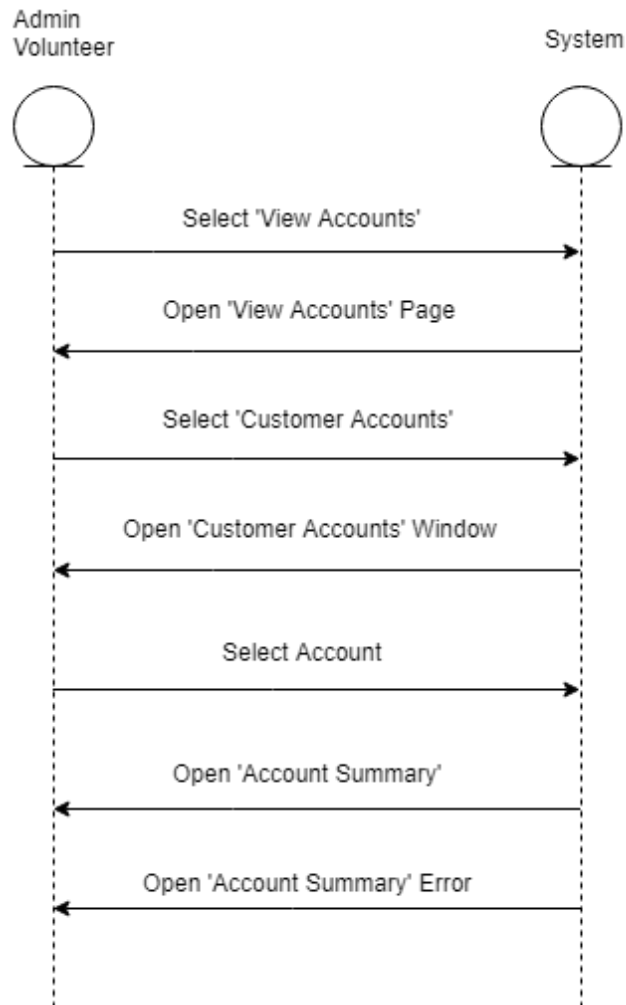 Admin
Volunteer
System
Select 'View Accounts'
Open 'View Accounts' Page
Select 'Customer Accounts'
Open 'Customer Accounts' Window
Select Account
Open 'Account Summary'
Open 'Account Summary' Error